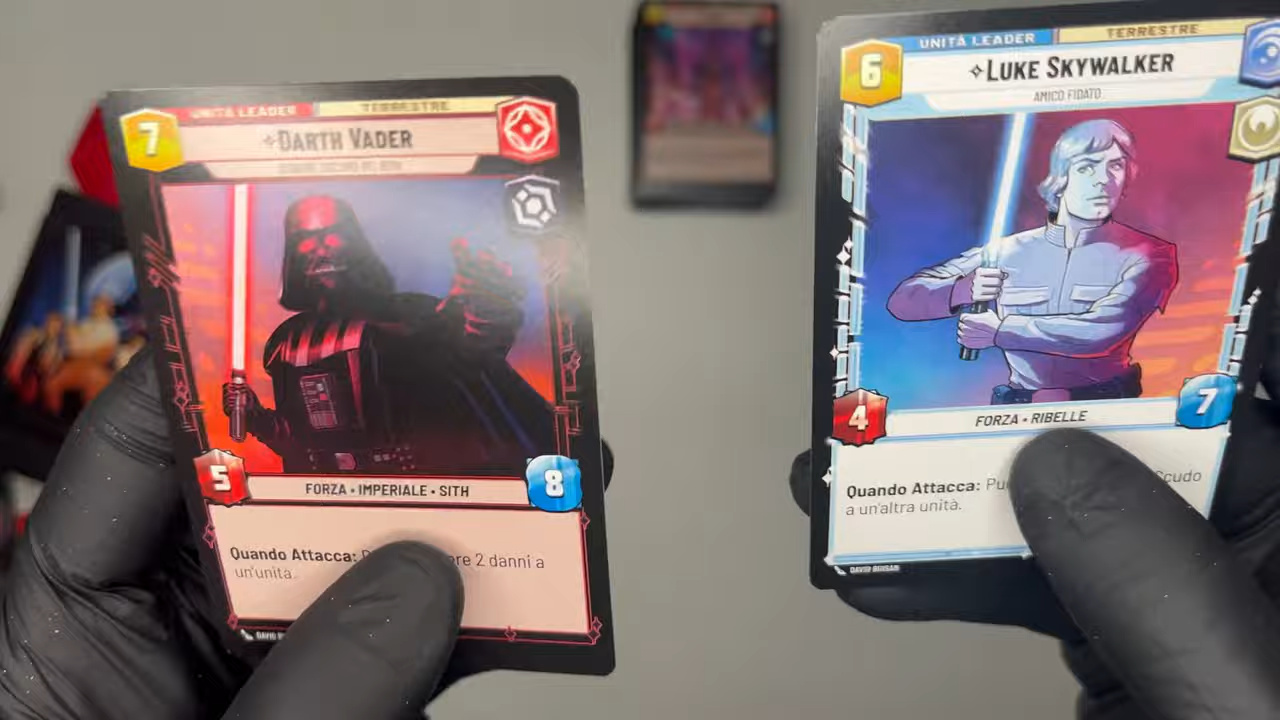 UNITÀ LEADER
TERRESTRE
7
DARTH VADER
5
FORZA • IMPERIALE • SITH
8
Quando Attacca: 2 danni a
un'unità.
DAVID
UNITÀ LEADER
TERRESTRE
6
LUKE SKYWALKER
AMICO FIDATO
4
FORZA • RIBELLE
7
Quando Attacca: Scudo
a un'altra unità.
DAVID BUISAN